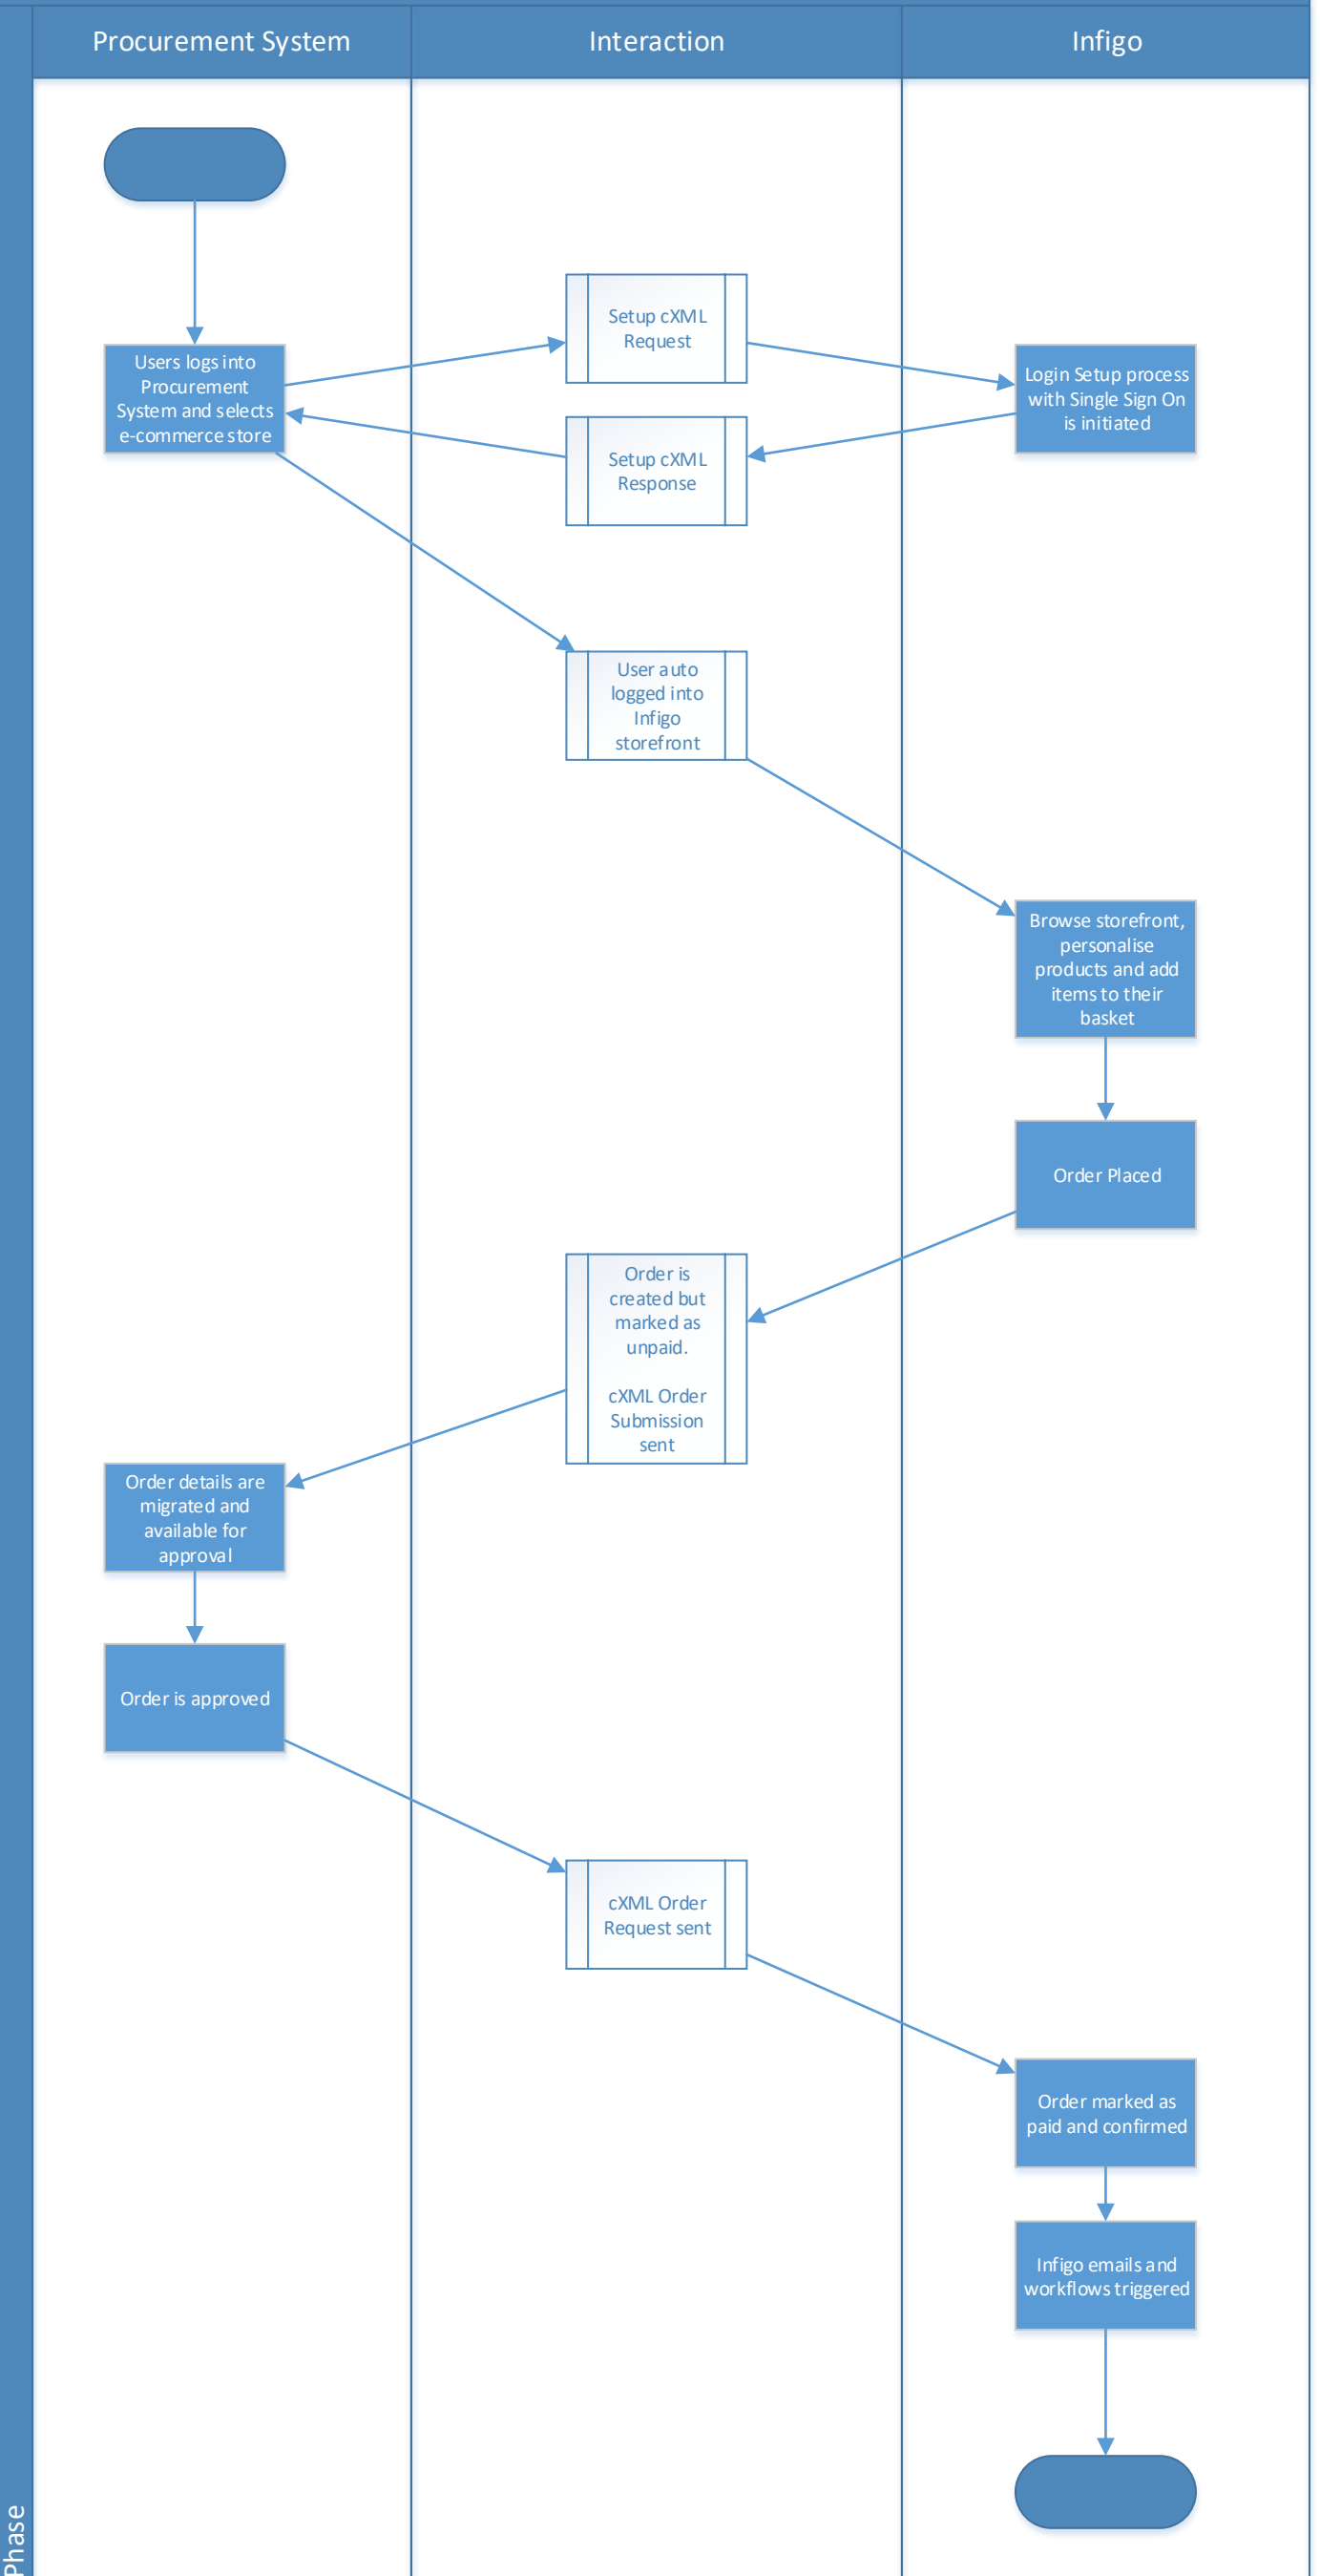 Procurement System
Interaction
Infigo
Setup cXML
Request
Users logs into
Procurement
System and selects
e-commerce store
Login Setup process
with Single Sign On
is initiated
Setup cXML
Response
User auto
logged into
Infigo
storefront
Browse storefront,
personalise
products and add
items to their
basket
Order Placed
Order is
created but
marked as
unpaid.
cXML Order
Submission
sent
Order details are
migrated and
available for
approval
Order is approved
cXML Order
Request sent
Order marked as
paid and confirmed
Infigo emails and
workflows triggered
Phase